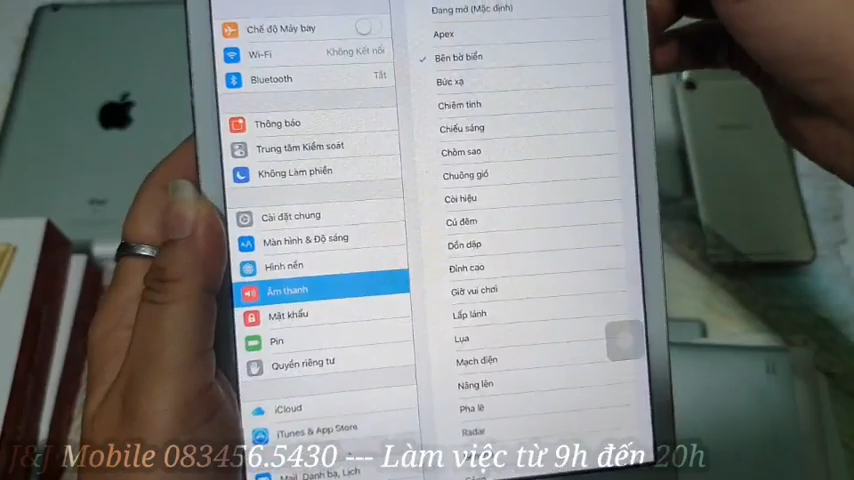 Chế độ Máy bay
Wi-Fi
Không Kết nối
Bluetooth
Tắt
Thông báo
Trung tâm Kiểm soát
Không Làm phiền
Cài đặt chung
Màn hình & Độ sáng
Hình nền
Âm thanh
Mật khẩu
Pin
Quyền riêng tư
iCloud
iTunes & App Store
Mail, Danh bạ, Lịch
Đang mở (Mặc định)
Apex
Bên bờ biển
Bức xạ
Chiêm tinh
Chiếu sáng
Chòm sao
Chuông gió
Còi hiệu
Cú đêm
Dồn dập
Đỉnh cao
Giờ vui chơi
Lấp lánh
Lụa
Mạch điện
Nâng lên
Pha lê
Radar
J&J Mobile 083456.5430 --- Làm việc từ 9h đến 20h